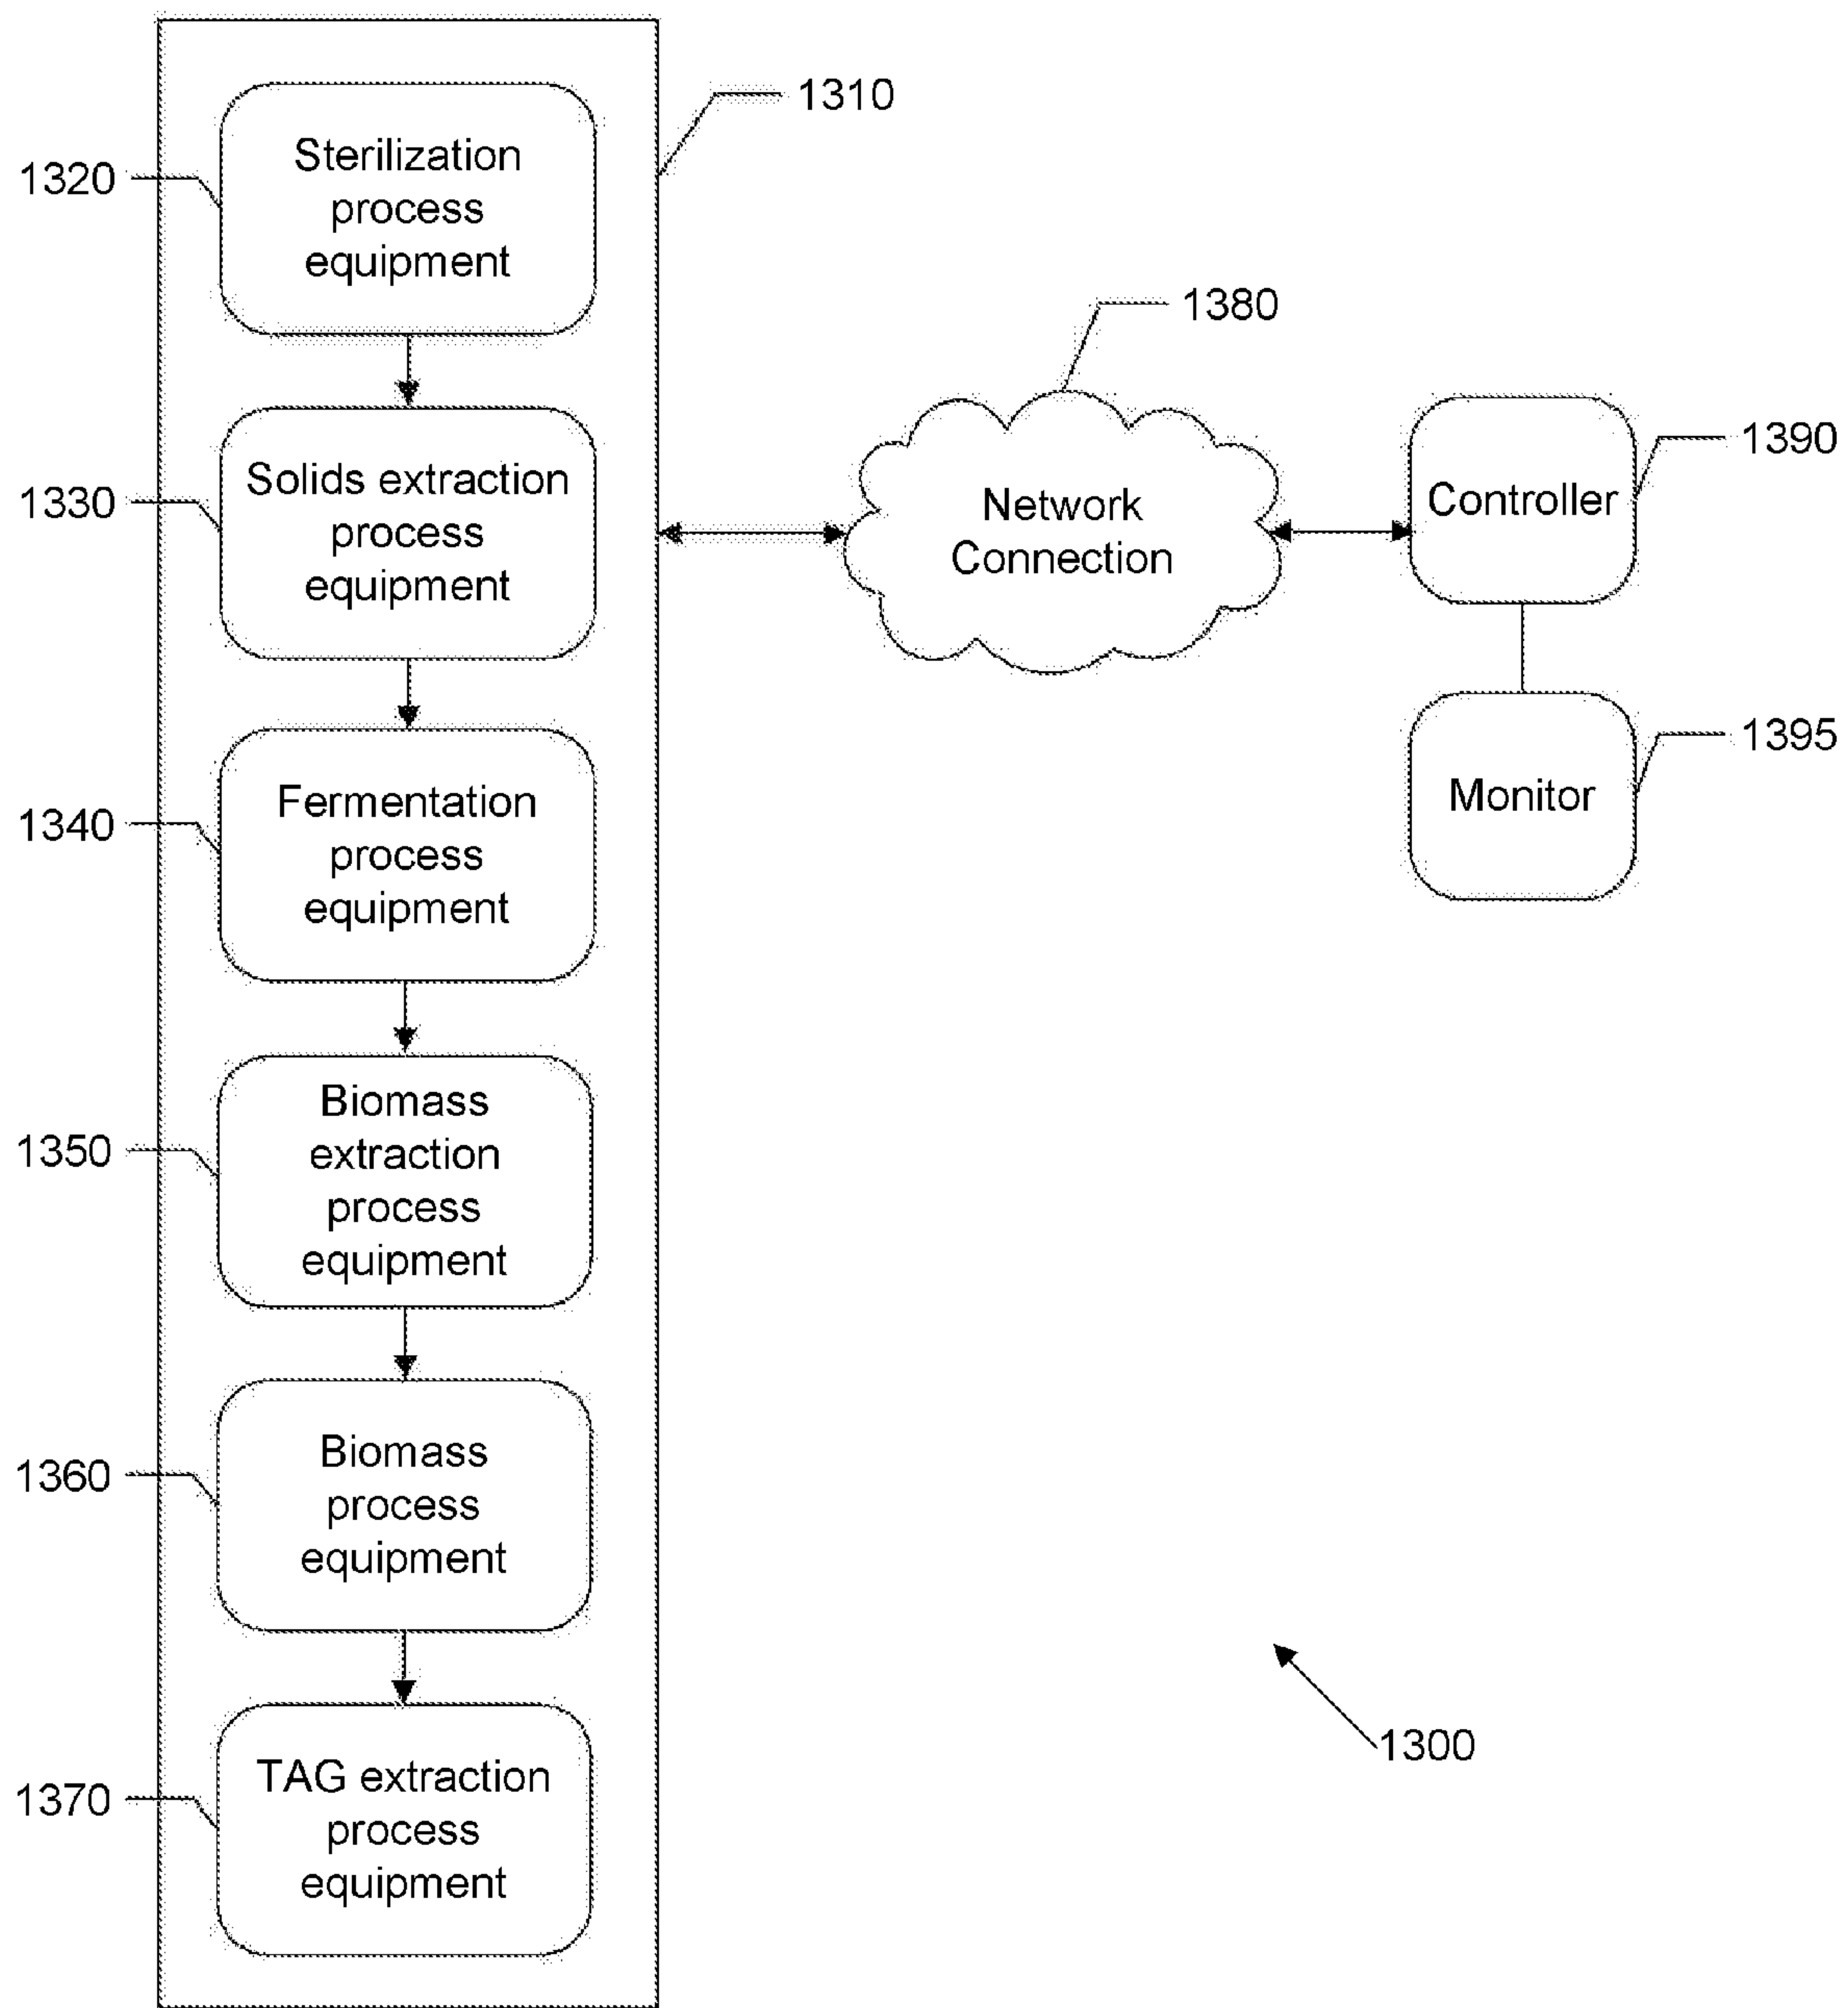 1310
1320
Sterilization
process
equipment
1380
1330
Solids extraction
process
equipment
Network
Connection
Controller
1390
1340
Fermentation
process
equipment
Monitor
1395
1350
Biomass
extraction
process
equipment
1360
Biomass
process
equipment
1370
TAG extraction
process
equipment
1300